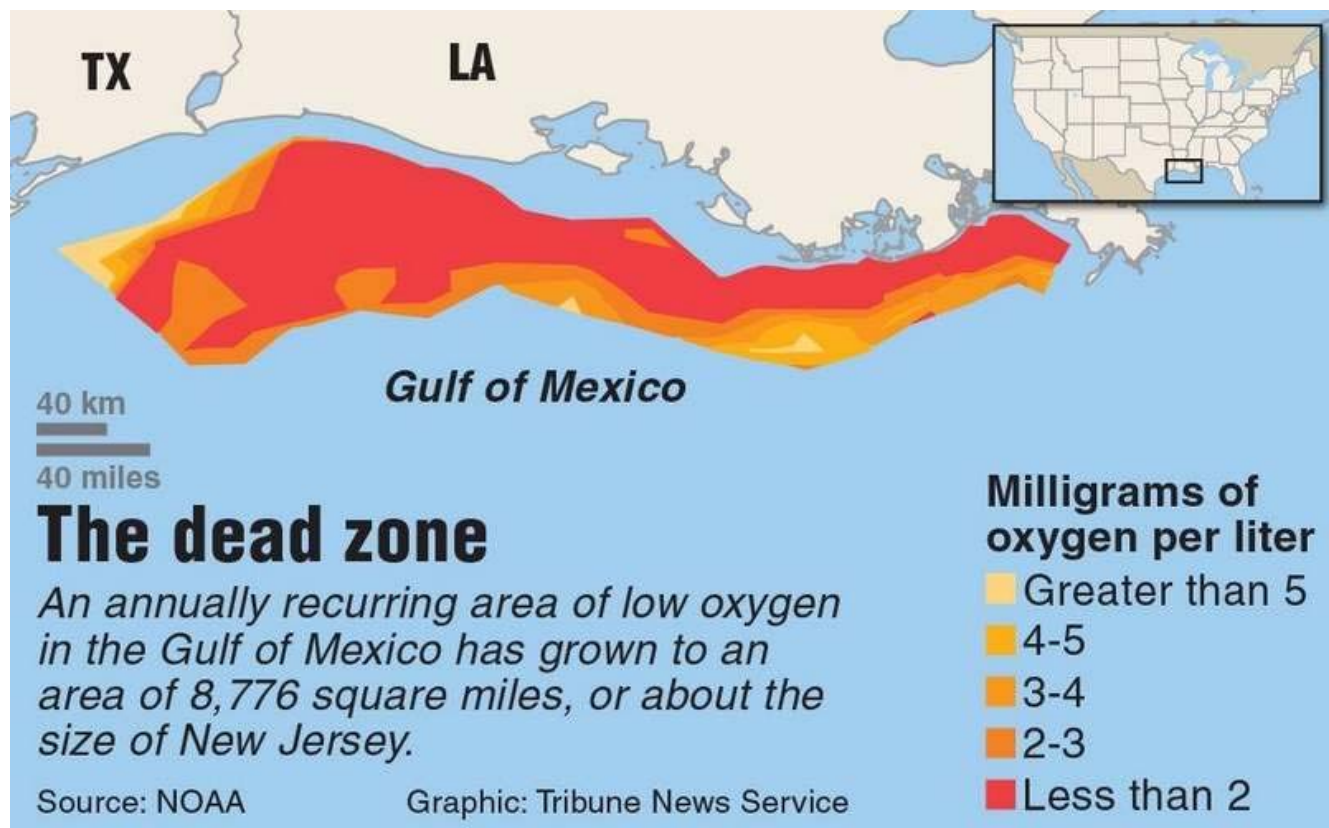 TX
LA
Gulf of Mexico
40 km
40 miles
The dead zone
An annually recurring area of low oxygen
in the Gulf of Mexico has grown to an
area of 8,776 square miles, or about the
size of New Jersey.
Source: NOAA
Graphic: Tribune News Service
Milligrams of
oxygen per liter
Greater than 5
4-5
3-4
2-3
Less than 2